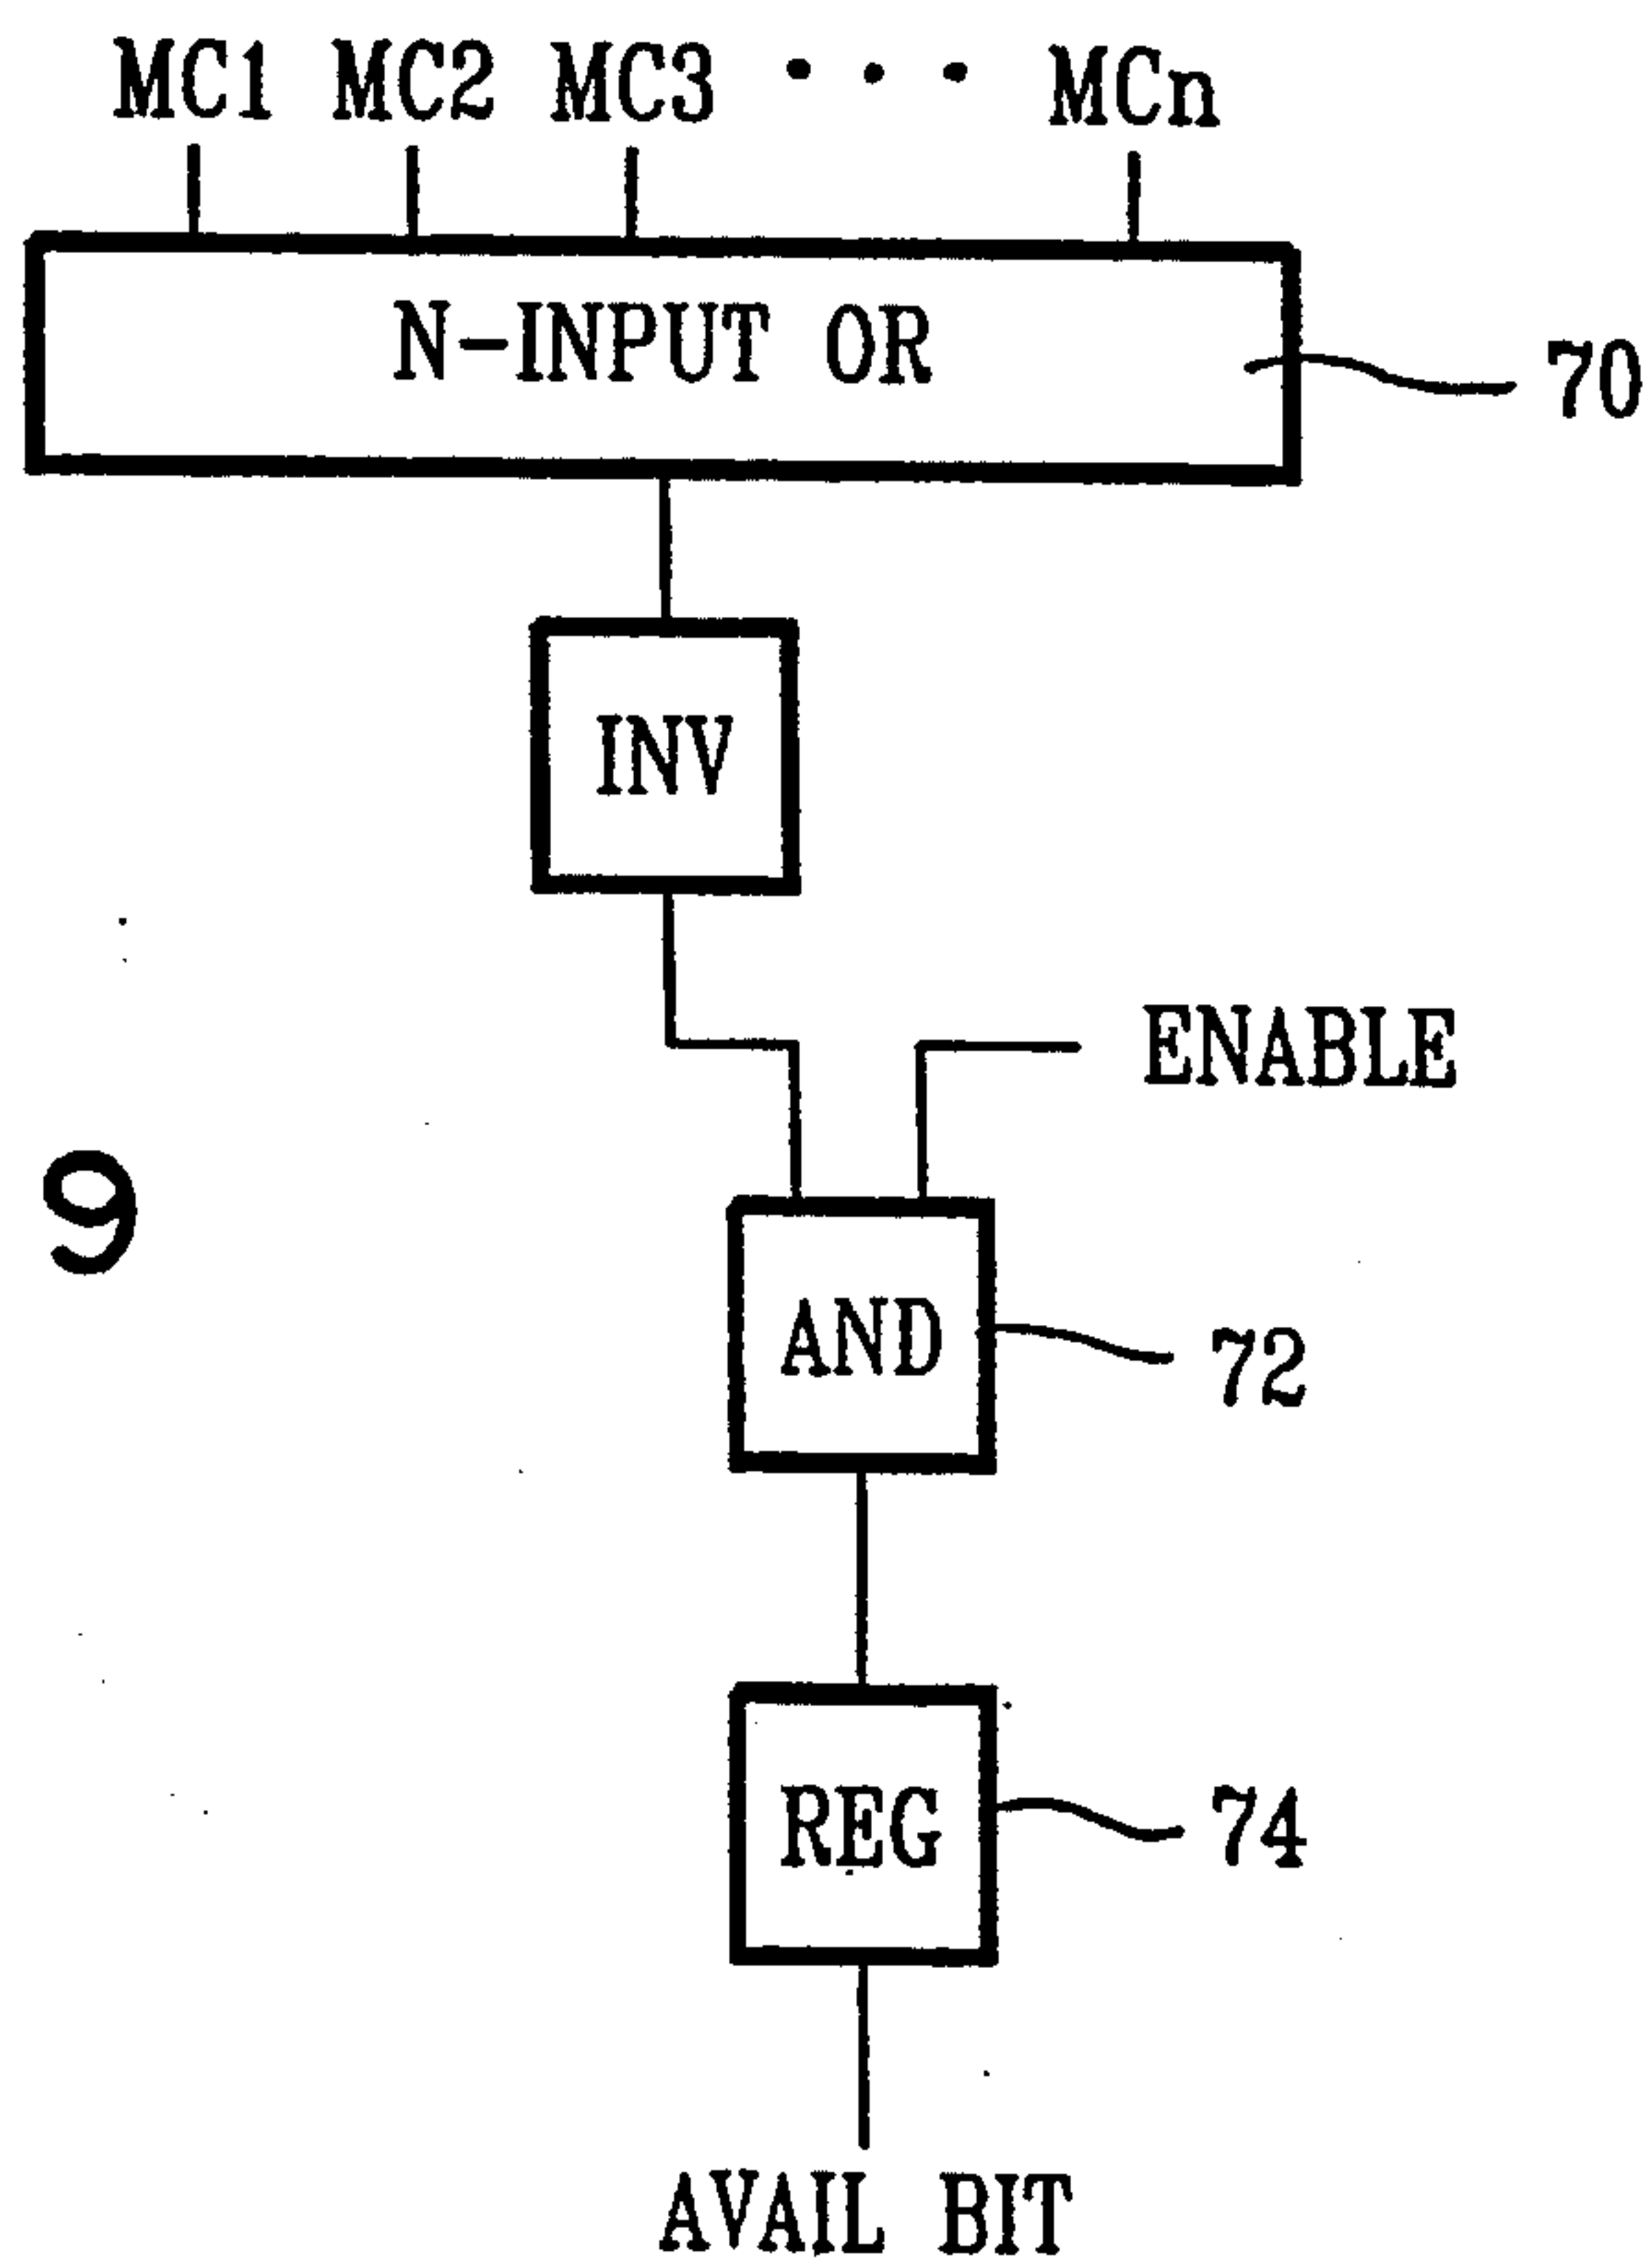 MC1 MC2 MC3 • • • MCn
N-INPUT OR
70
INV
ENABLE
9
AND
72
REG
74
AVAIL BIT